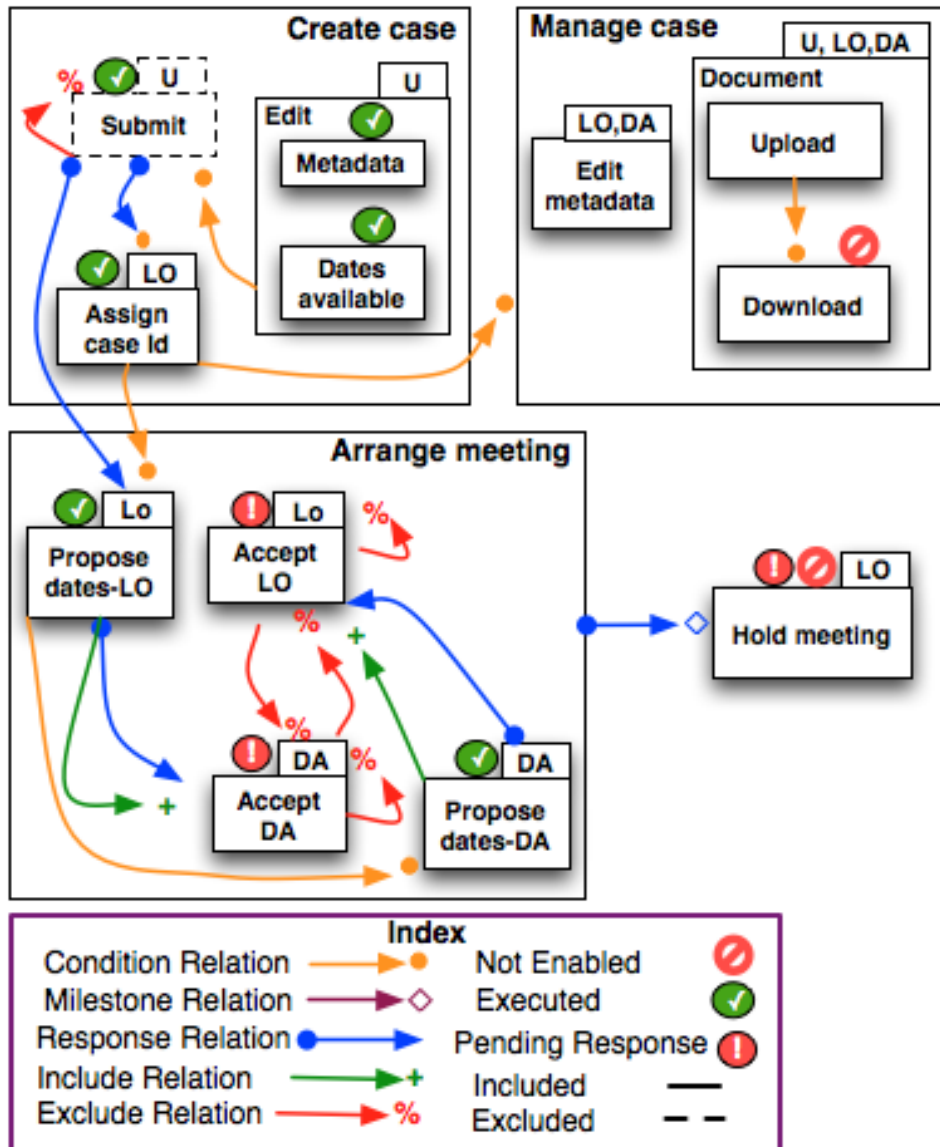 Create case
%
U
Submit
U
Edit
Metadata
Dates
available
LO
Assign
case Id
Manage case
U, LO,DA
Document
LO,DA
Edit
metadata
Upload
Download
Arrange meeting
Lo
Propose
dates-LO
Lo
Accept
LO
%
%
+
%
DA
Accept
DA
%
+
DA
Propose
dates-DA
LO
Hold meeting
Index
Condition Relation
Not Enabled
Milestone Relation
Executed
Response Relation
Pending Response
Include Relation
+
Included
Exclude Relation
%
Excluded